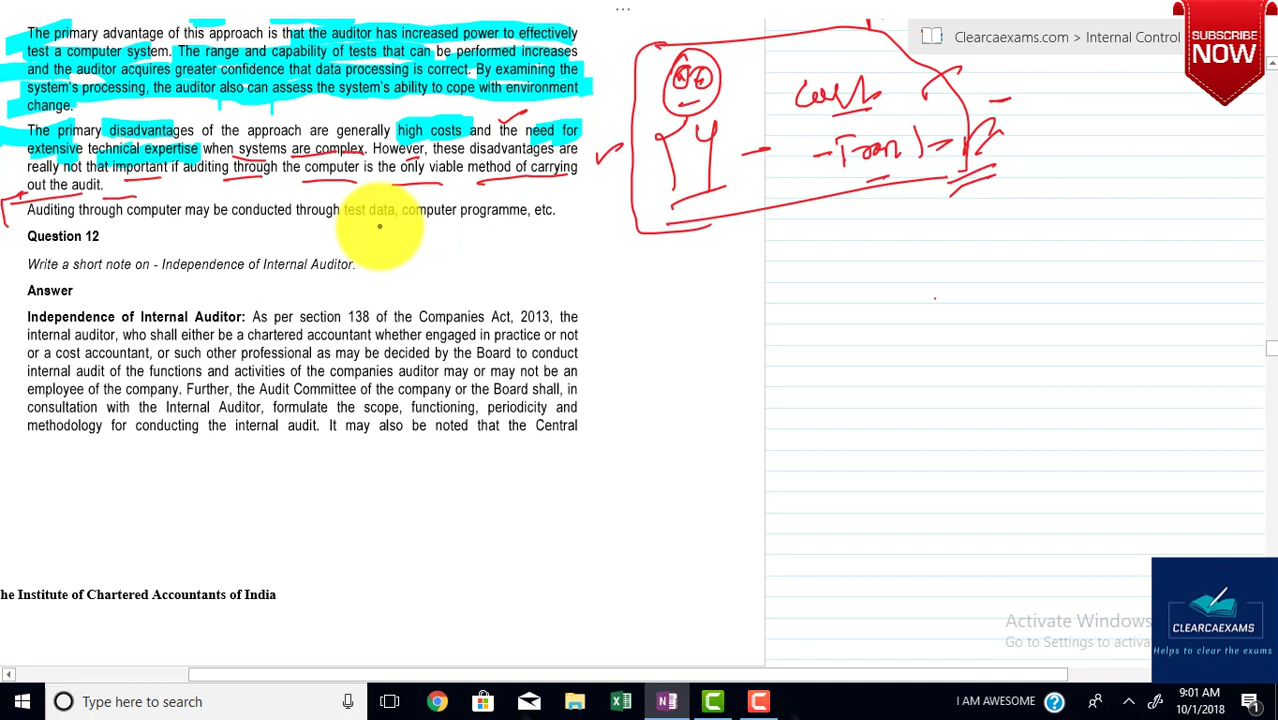 The primary advantage of this approach is that the auditor has increased power to effectively
test a computer system. The range and capability of tests that can be performed increases
and the auditor acquires greater confidence that data processing is correct. By examining the
system's processing, the auditor also can assess the system's ability to cope with environment
change.
The primary disadvantages of the approach are generally high costs and the need for
extensive technical expertise when systems are complex. However, these disadvantages are
really not that important if auditing through the computer is the only viable method of carrying
out the audit.
Auditing through computer may be conducted through test data, computer programme, etc.
Question 12
Write a short note on - Independence of Internal Auditor.
Answer
Independence of Internal Auditor: As per section 138 of the Companies Act, 2013, the
internal auditor, who shall either be a chartered accountant whether engaged in practice or not
or a cost accountant, or such other professional as may be decided by the Board to conduct
internal audit of the functions and activities of the companies auditor may or may not be an
employee of the company. Further, the Audit Committee of the company or the Board shall, in
consultation with the Internal Auditor, formulate the scope, functioning, periodicity and
methodology for conducting the internal audit. It may also be noted that the Central
he Institute of Chartered Accountants of India
Clearcaexams.com > Internal Control
SUBSCRIBE
NOW
Activate Windows
Go to Settings to activa
CLEARCAEXAMS
Helps to clear the exams
Type here to search
I AM AWESOME
9:01 AM
10/1/2018